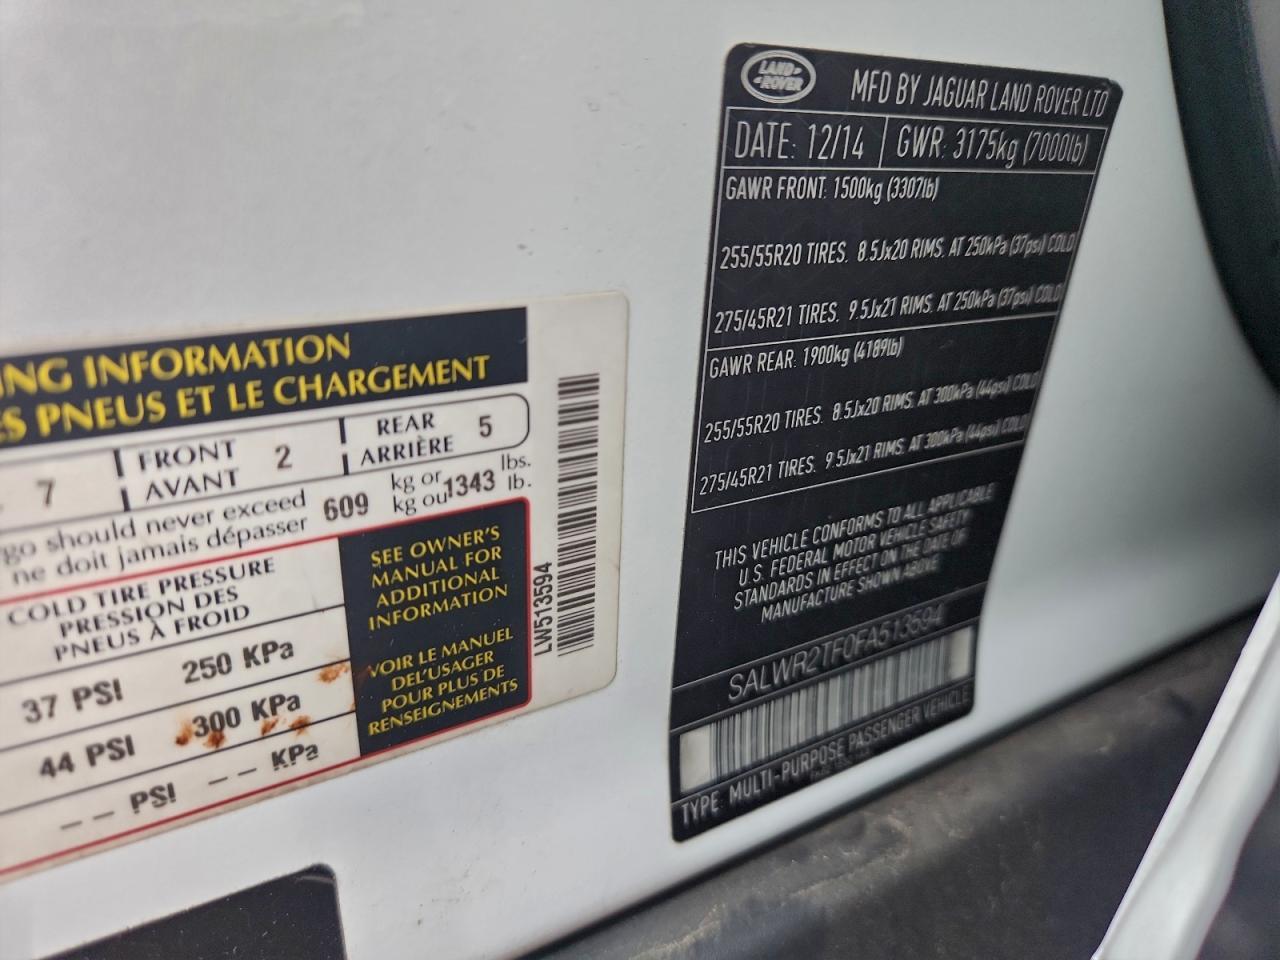 NG INFORMATION
ES PNEUS ET LE CHARGEMENT
7
FRONT
AVANT
2
REAR
ARRIÈRE
5
go should never exceed
ne doit jamais dépasser
609
kg or
kg ou
1343
lbs.
lb.
COLD TIRE PRESSURE
PRESSION DES
PNEUS À FROID
37 PSI 250 KPa
44 PSI 300 KPa
-- PSI -- KPa
SEE OWNER'S
MANUAL FOR
ADDITIONAL
INFORMATION
VOIR LE MANUEL
DEL'USAGER
POUR PLUS DE
RENSEIGNEMENTS
LW513594
LAND
ROVER
MFD BY JAGUAR LAND ROVER LTD
DATE: 12/14 GWR: 3175kg (7000lb)
GAWR FRONT: 1500kg (3307lb)
255/55R20 TIRES. 8.5Jx20 RIMS. AT 250kPa (37psi) COLD
275/45R21 TIRES. 9.5Jx21 RIMS. AT 250kPa (37psi) COLD
GAWR REAR: 1900kg (4189lb)
255/55R20 TIRES. 8.5Jx20 RIMS. AT 300kPa (44psi) COLD
275/45R21 TIRES. 9.5Jx21 RIMS. AT 300kPa (44psi) COLD
THIS VEHICLE CONFORMS TO ALL APPLICABLE
U.S. FEDERAL MOTOR VEHICLE SAFETY
STANDARDS IN EFFECT ON THE DATE OF
MANUFACTURE SHOWN ABOVE
SALWR2TF0FA513594
TYPE: MULTI-PURPOSE PASSENGER VEHICLE